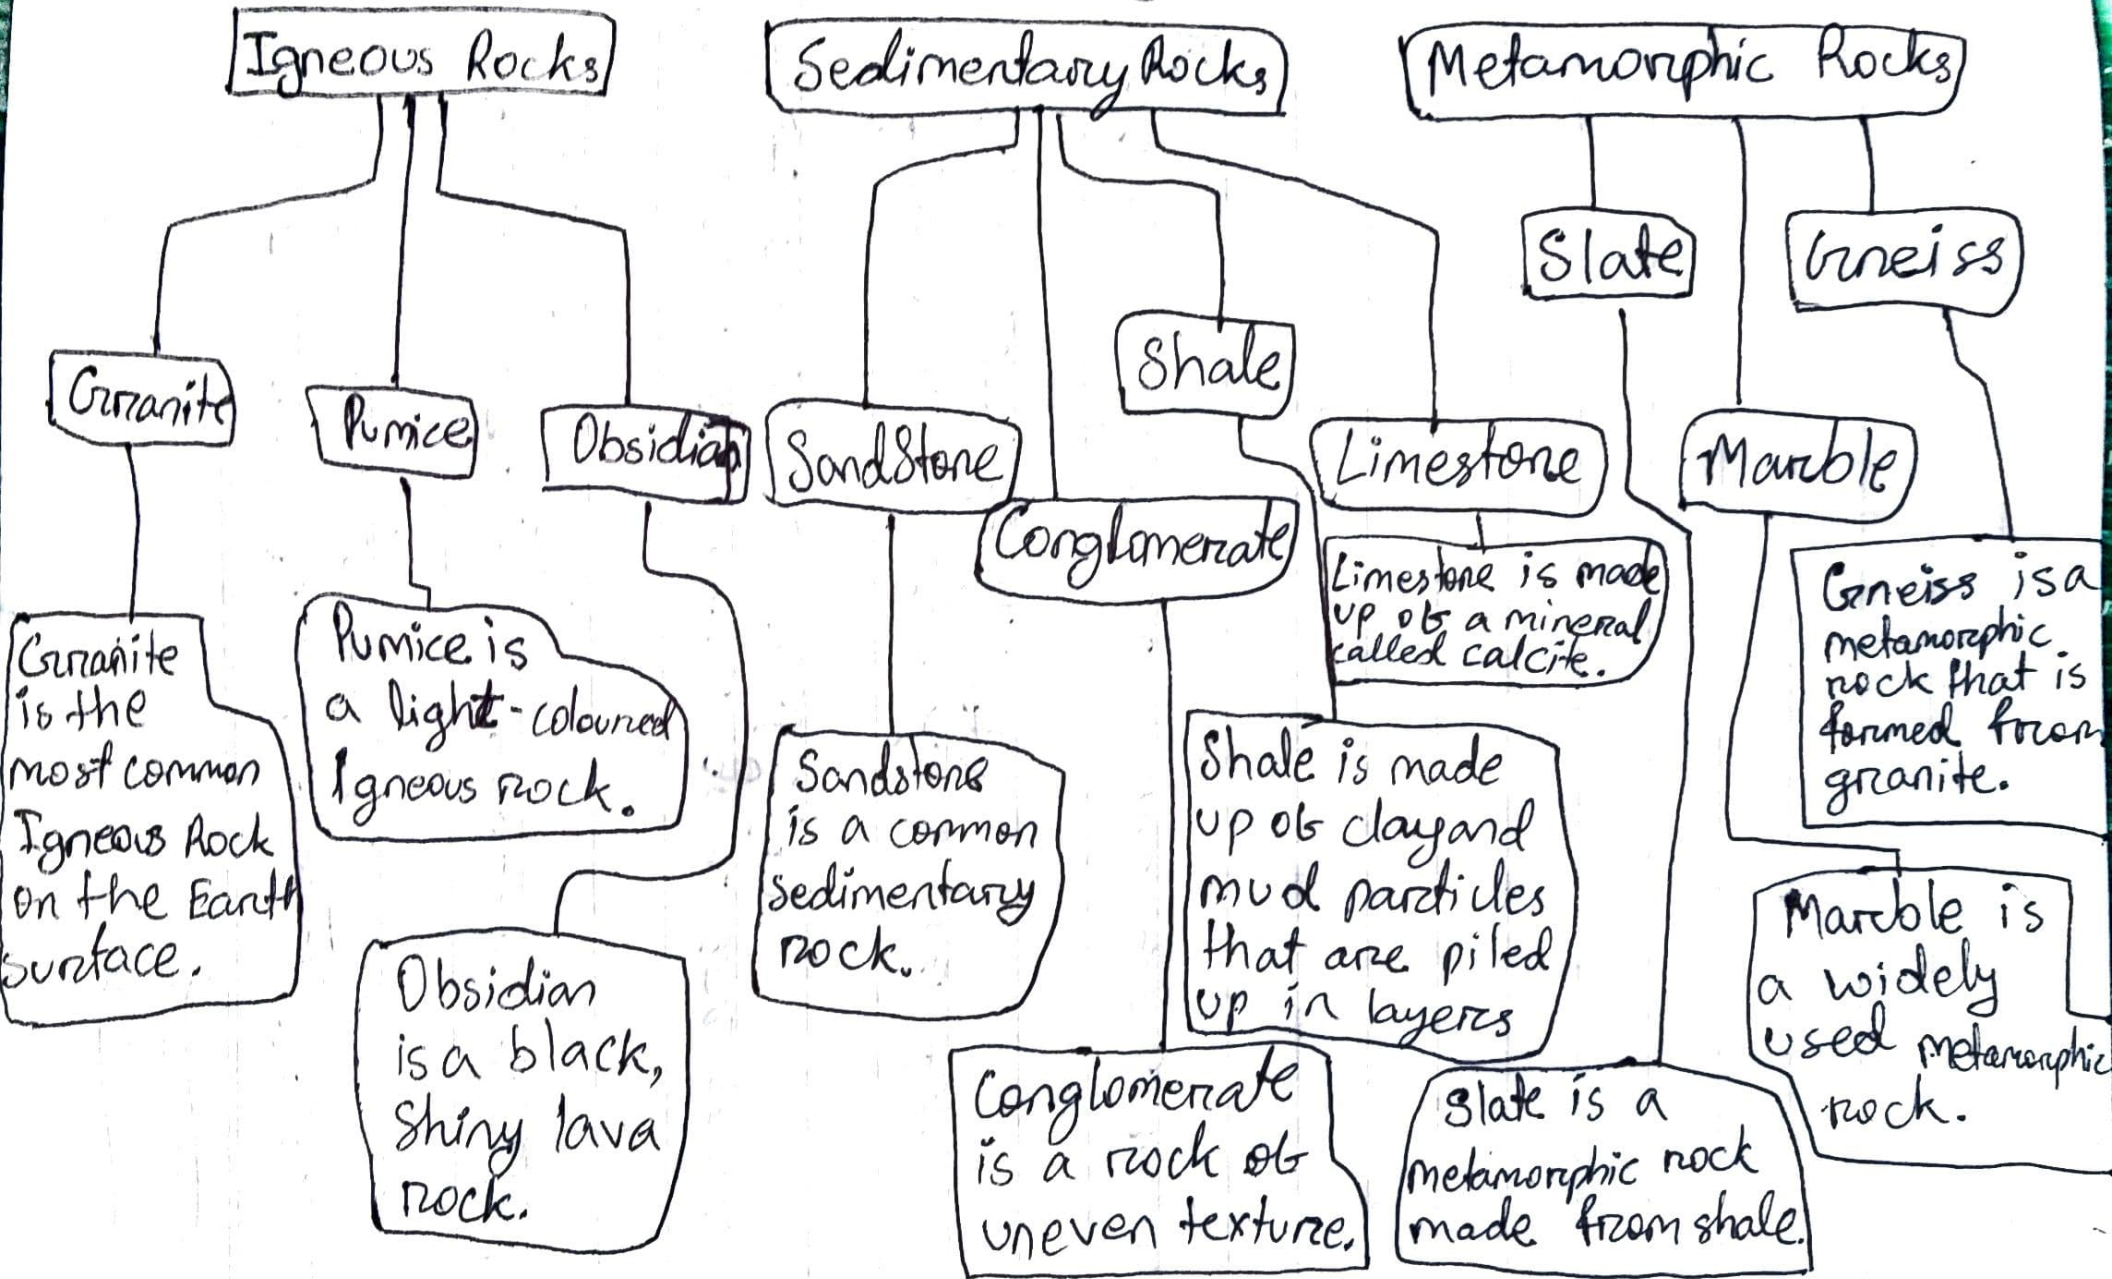 Igneous Rocks
Sedimentary Rocks
Metamorphic Rocks
Slate
Gneiss
Shale
Granite
Pumice
Obsidian
SandStone
Limestone
Marble
Conglomerate
Limestone is made
up of a mineral
called calcite.
Gneiss is a
metamorphic
rock that is
formed from
granite.
Granite
is the
most common
Igneous Rock
on the Earth
surface.
Pumice is
a light-coloured
Igneous rock.
Sandstone
is a common
sedimentary
rock.
Shale is made
up of clay and
mud particles
that are piled
up in layers
Marble is
a widely
used metamorphic
rock.
Obsidian
is a black,
Shiny lava
rock.
Conglomerate
is a rock of
uneven texture.
Slate is a
metamorphic rock
made from shale.